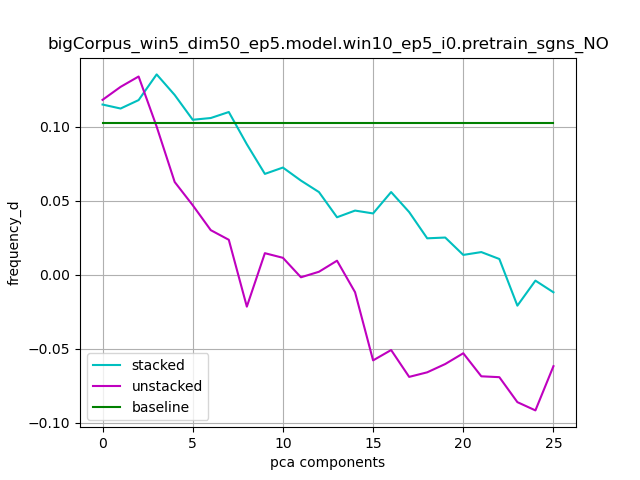 bigCorpus_win5_dim50_ep5.model.win10_ep5_i0.pretrain_sgns_NO
frequency_d
0.10
0.05
0.00
−0.05
−0.10
stacked
unstacked
baseline
0 5 10 15 20 25
pca components